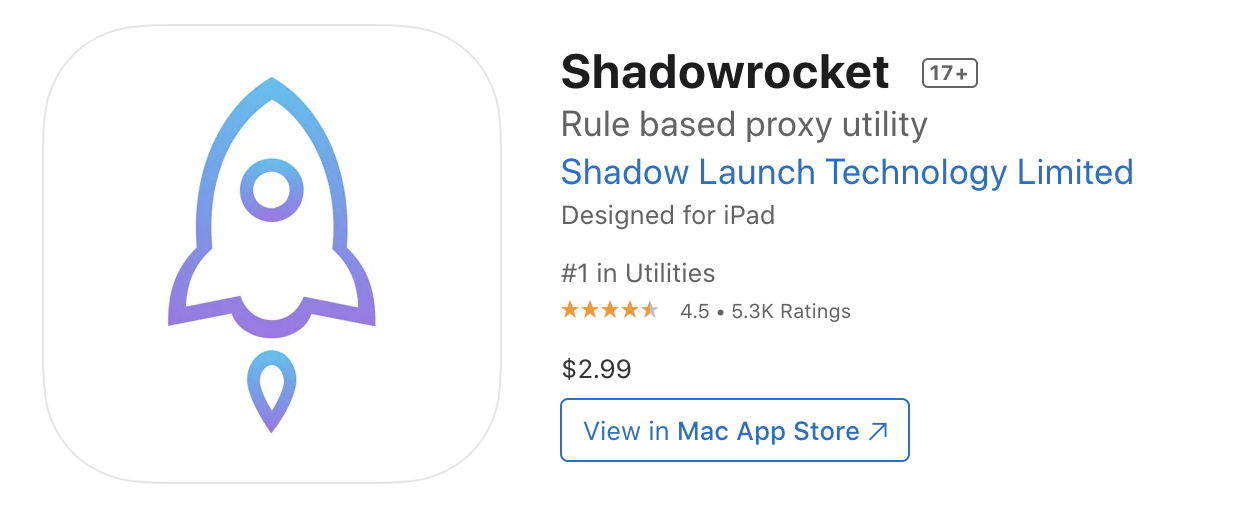 Shadowrocket 17+
Rule based proxy utility
Shadow Launch Technology Limited
Designed for iPad
#1 in Utilities
4.5 • 5.3K Ratings
$2.99
View in Mac App Store ↗